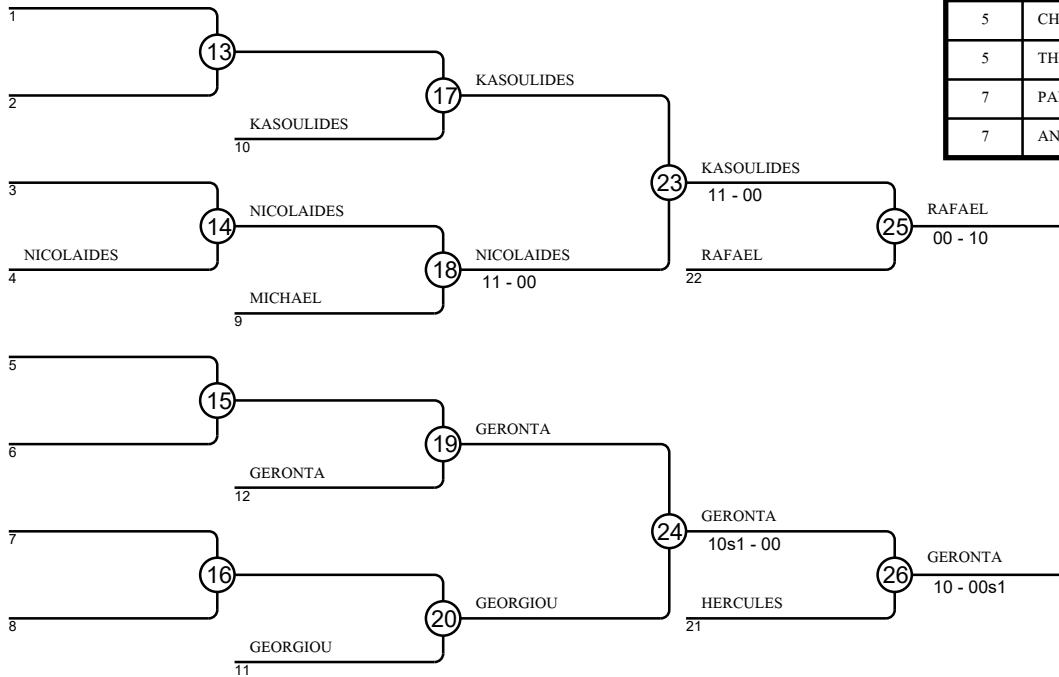 1
13
2
KASOULIDES
17
KASOULIDES
10
3
14
NICOLAIDES
NICOLAIDES
4
18
NICOLAIDES
11 - 00
MICHAEL
9
23
KASOULIDES
11 - 00
25
RAFAEL
00 - 10
RAFAEL
22
5
15
6
19
GERONTA
GERONTA
12
7
16
8
20
GEORGIOU
GEORGIOU
11
24
GERONTA
10s1 - 00
26
GERONTA
10 - 00s1
HERCULES
21
5 CH
5 TH
7
7 AN